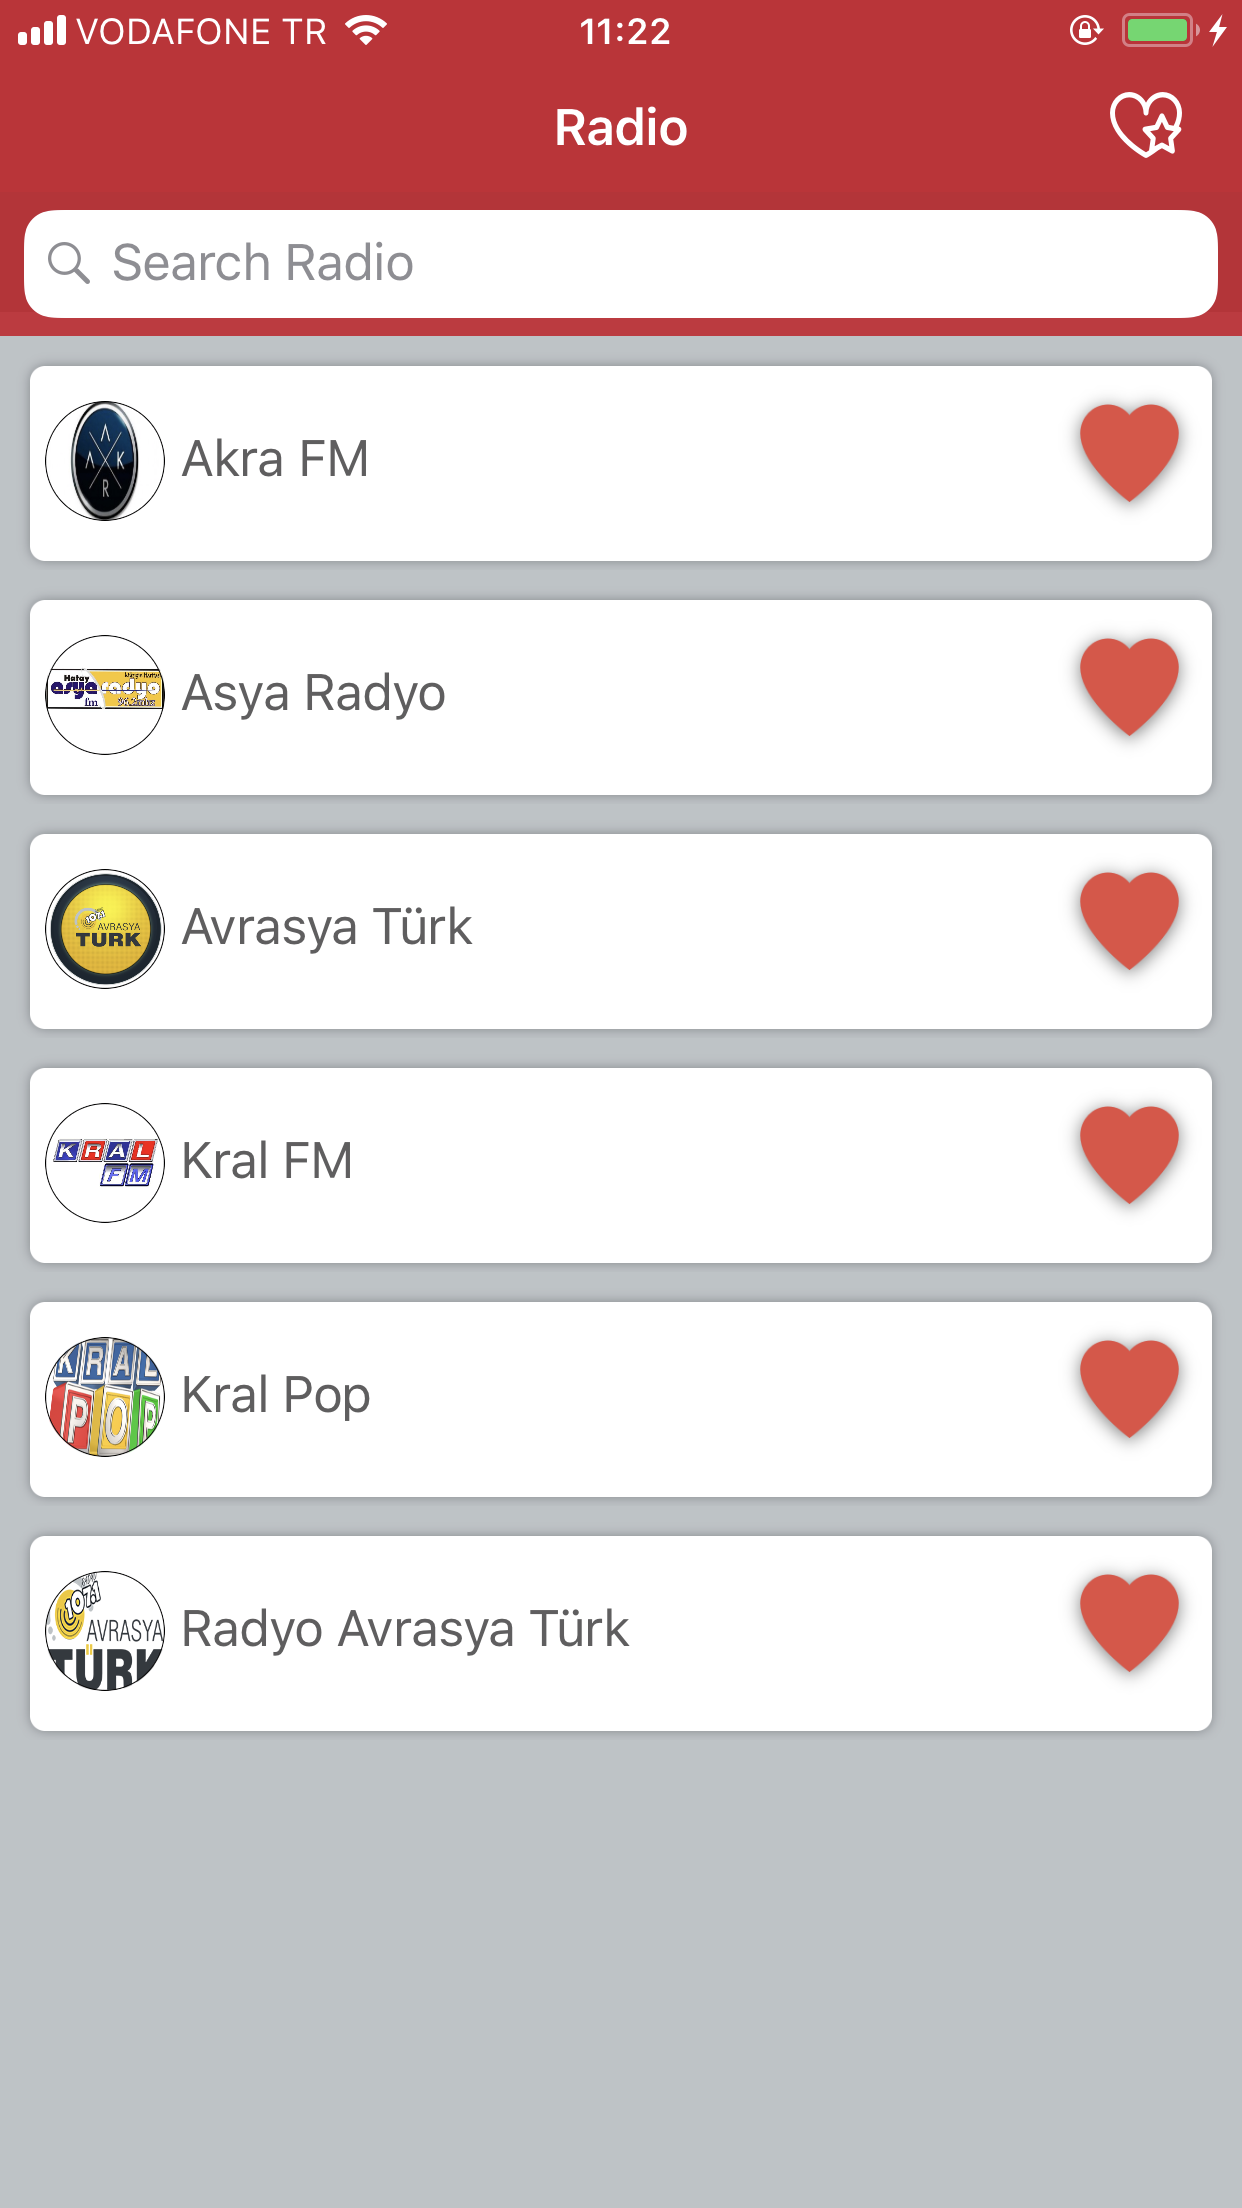 VODAFONE TR 11:22
Radio
Search Radio
A
A K
R
Akra FM
Hatay
asya radyo
fm
Asya Radyo
107.1
AVRASYA
TURK
Avrasya Türk
KRAL
FM
Kral FM
KRAL
POP
Kral Pop
107.1
AVRASYA
TÜRK
Radyo Avrasya Türk